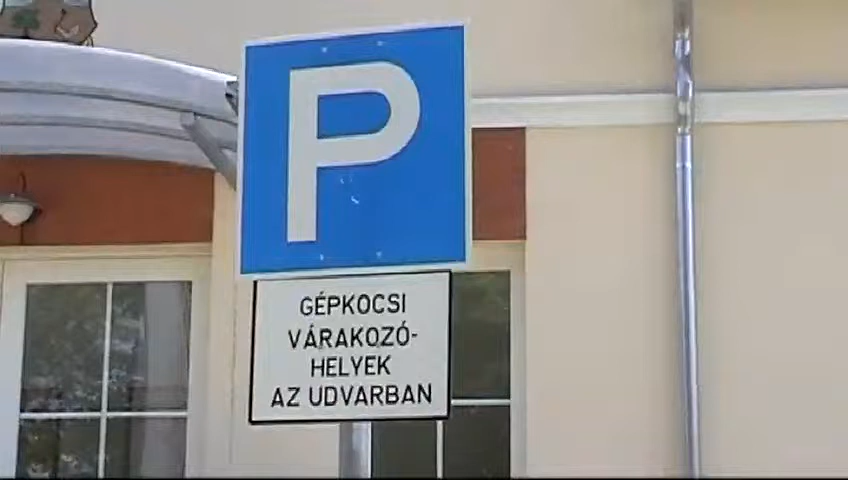 P
GÉPKOCSI
VÁRAKOZÓ-
HELYEK
AZ UDVARBAN